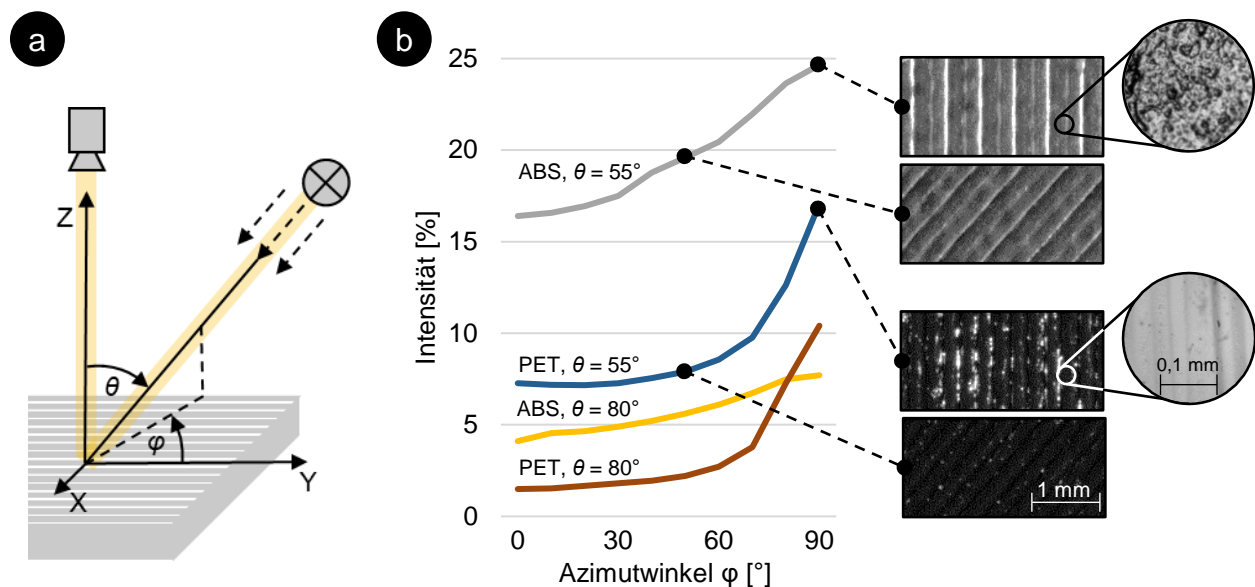 a
Z
θ
φ
X
Y
b
Intensität [%]
25
20
15
10
5
0
ABS, θ = 55°
PET, θ = 55°
ABS, θ = 80°
PET, θ = 80°
0
30
60
90
Azimutwinkel φ [°]
0,1 mm
1 mm